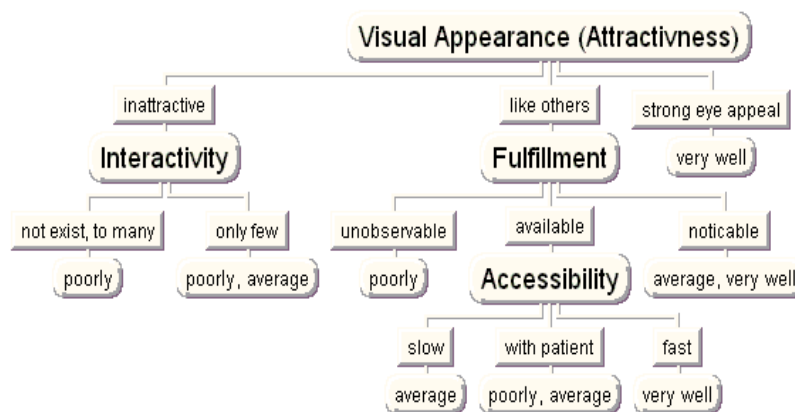 Visual Appearance (Attractivness)
inattractive
like others
strong eye appeal
Interactivity
Fulfillment
very well
not exist, to many
only few
unobservable
available
noticable
poorly
poorly, average
poorly
Accessibility
average, very well
slow
with patient
fast
average
poorly, average
very well